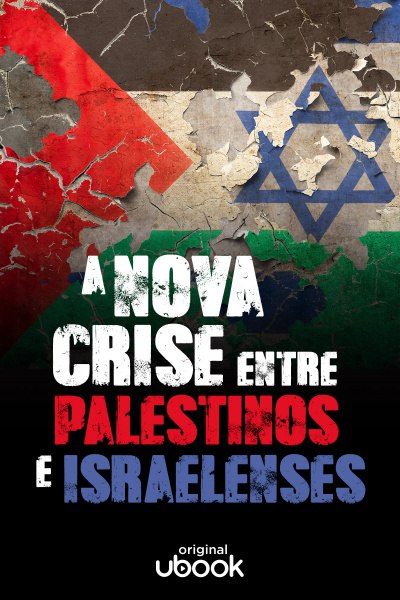 A NOVA
CRISE ENTRE
PALESTINOS
E ISRAELENSES
original
ubook